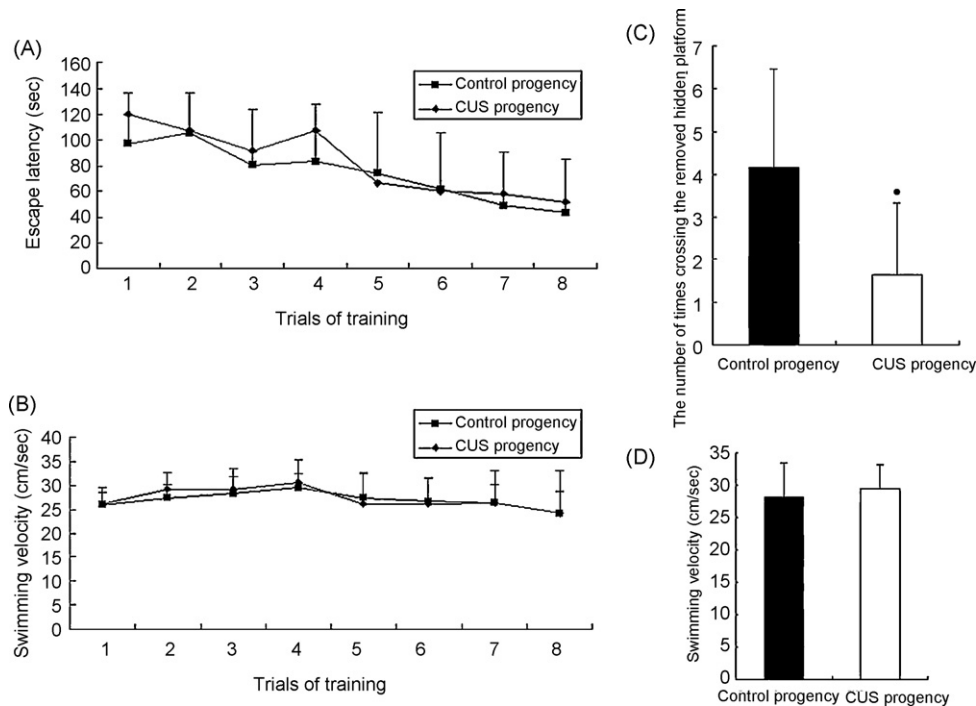 (A)
Escape latency (sec)
160
140
120
100
80
60
40
20
0
Control progency
CUS progency
1 2 3 4 5 6 7 8
Trials of training
(B)
Swimming velocity (cm/sec)
40
35
30
25
20
15
10
5
0
Control progency
CUS progency
1 2 3 4 5 6 7 8
Trials of training
(C)
The number of times crossing the removed hidden platform
7
6
5
4
3
2
1
0
Control progency CUS progency
(D)
Swimming velocity (cm/sec)
35
30
25
20
15
10
5
0
Control progency CUS progency